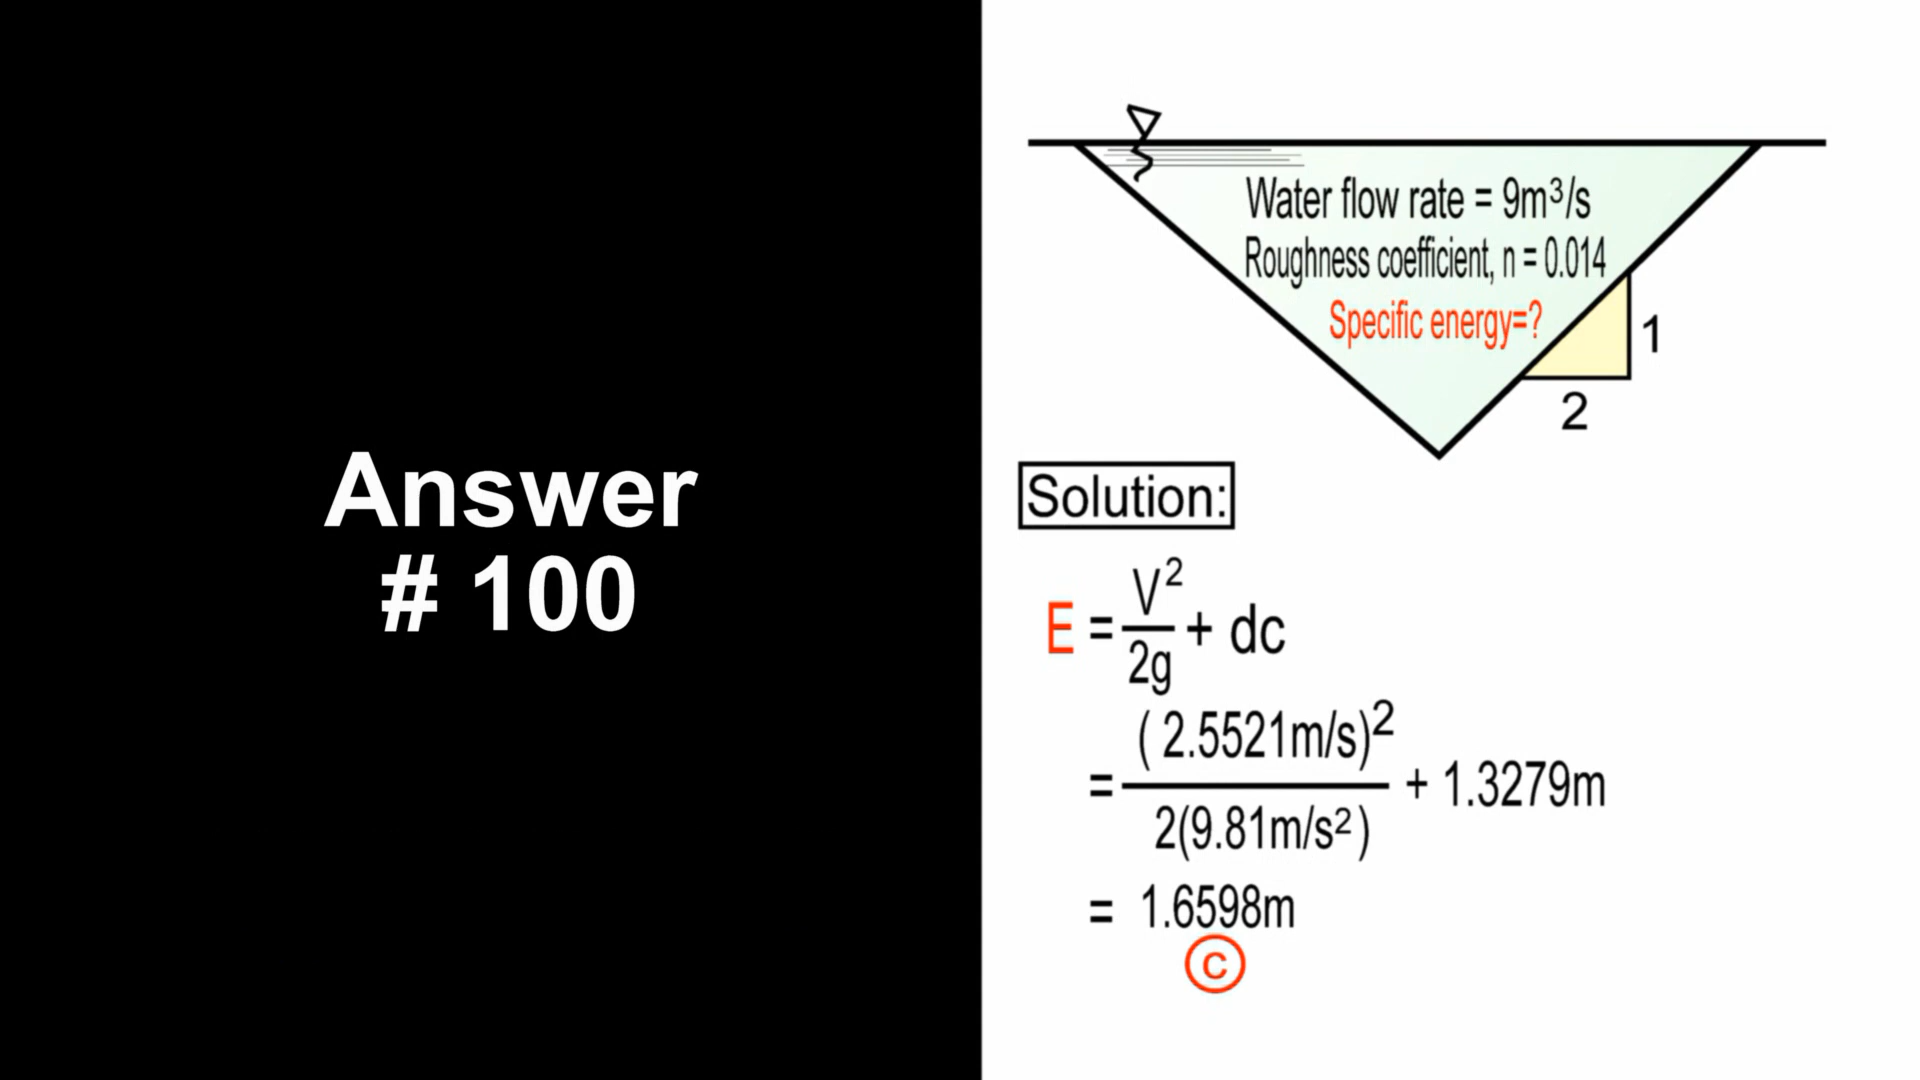 Answer
# 100
Water flow rate = 9m³/s
Roughness coefficient, n = 0.014
Specific energy=?
1
2
Solution:
E = V²/2g + dc
= ( 2.5521m/s)²/2(9.81m/s²) + 1.3279m
= 1.6598m
C